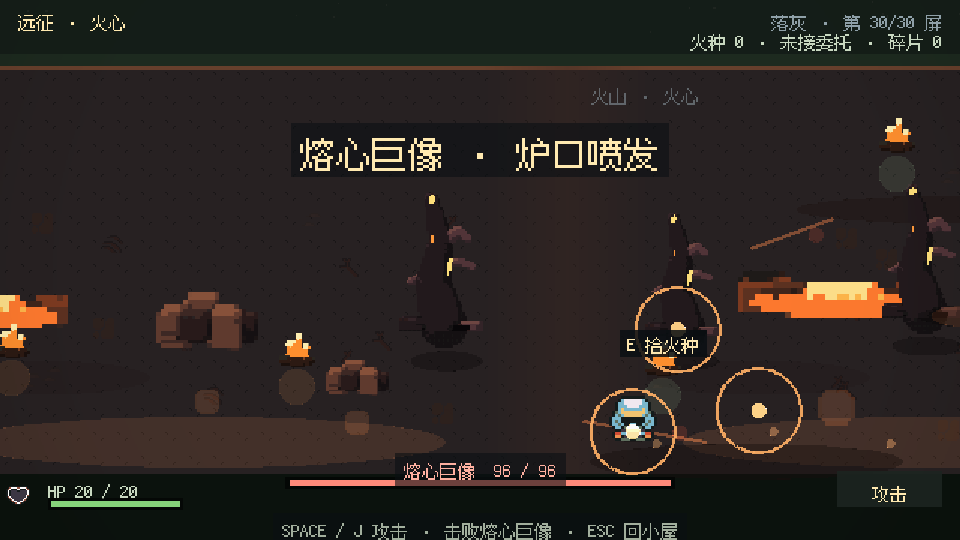 远征 · 火心
落灰 · 第 30/30 屏
火种 0 · 未接委托 · 碎片 0
火山 · 火心
熔心巨像 · 炉口喷发
E 拾火种
熔心巨像 96 / 96
HP 20 / 20
攻击
SPACE / J 攻击 · 击败熔心巨像 · ESC 回小屋